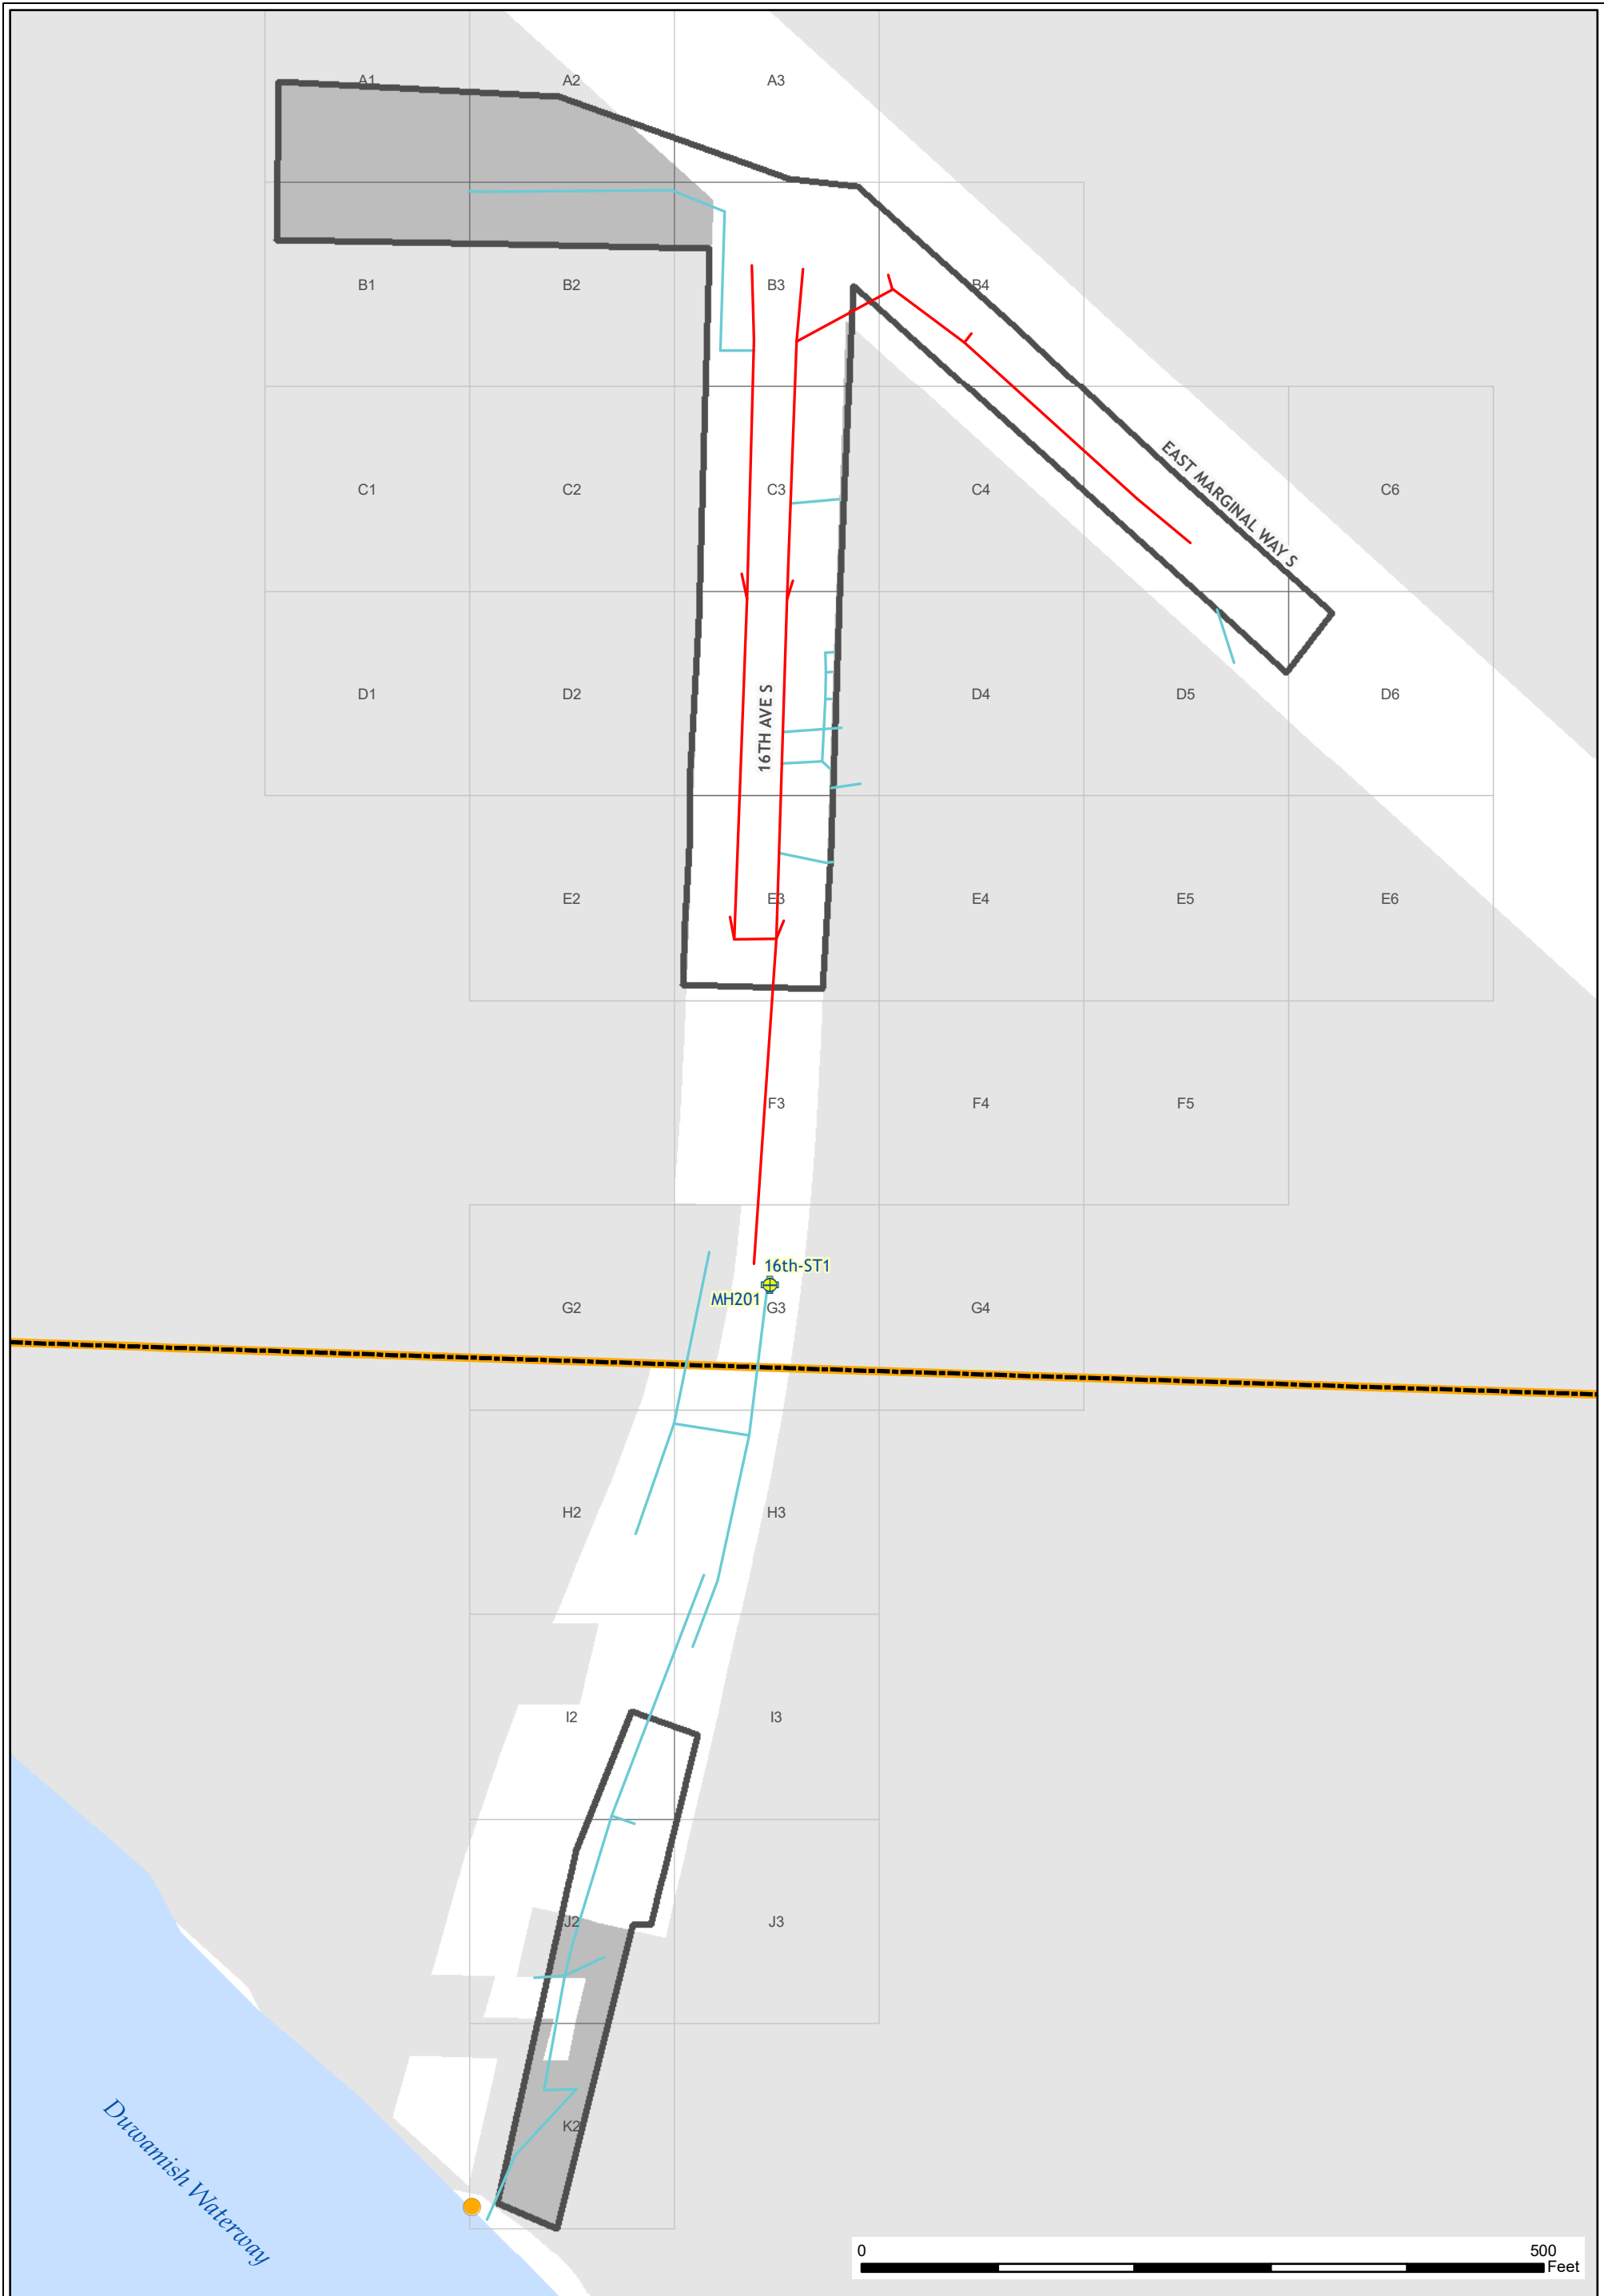 A1
A2
A3
B1
B2
B3
B4
C1
C2
C3
C4
EAST MARGINAL WAY S
C6
D1
D2
16TH AVE S
D4
D5
D6
E2
E3
E4
E5
E6
F3
F4
F5
16th-ST1
MH201
G2
G3
G4
H2
H3
I2
I3
J2
J3
K2
Duwamish Waterway
0
500
Feet